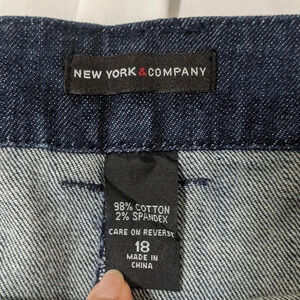 NEW YORK & COMPANY
98% COTTON
2% SPANDEX
CARE ON REVERSE
18
MADE IN
CHINA